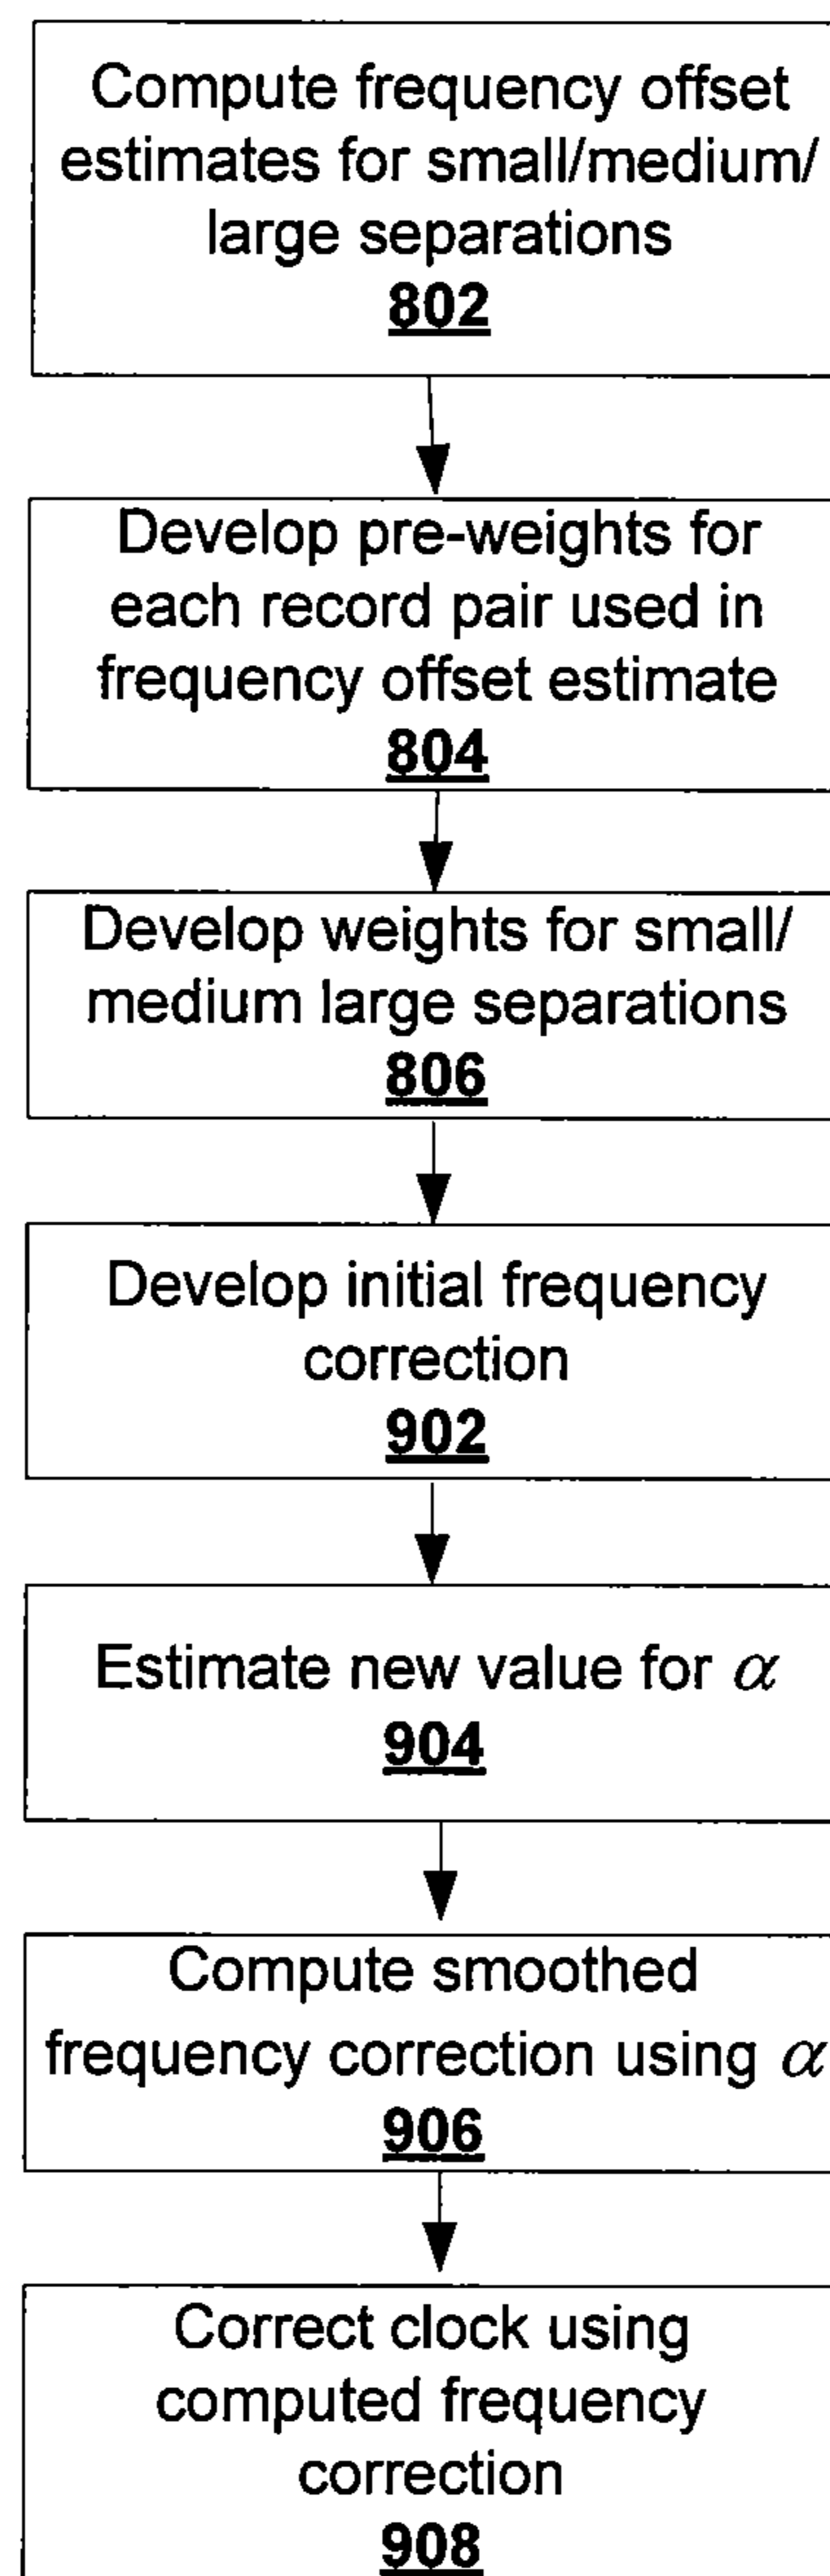 Compute frequency offset
estimates for small/medium/
large separations
802
Develop pre-weights for
each record pair used in
frequency offset estimate
804
Develop weights for small/
medium large separations
806
Develop initial frequency
correction
902
Estimate new value for α
904
Compute smoothed
frequency correction using α
906
Correct clock using
computed frequency
correction
908